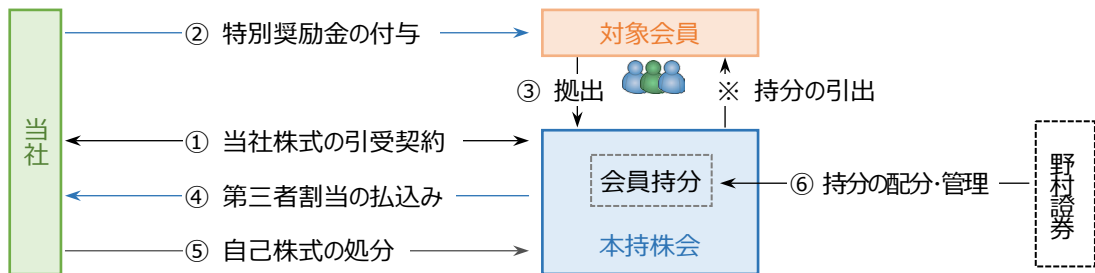 ② 特別奨励金の付与
対象会員
③ 拠出
※ 持分の引出
当社
① 当社株式の引受契約
会員持分
⑥ 持分の配分・管理
野村證券
④ 第三者割当の払込み
⑤ 自己株式の処分
本持株会